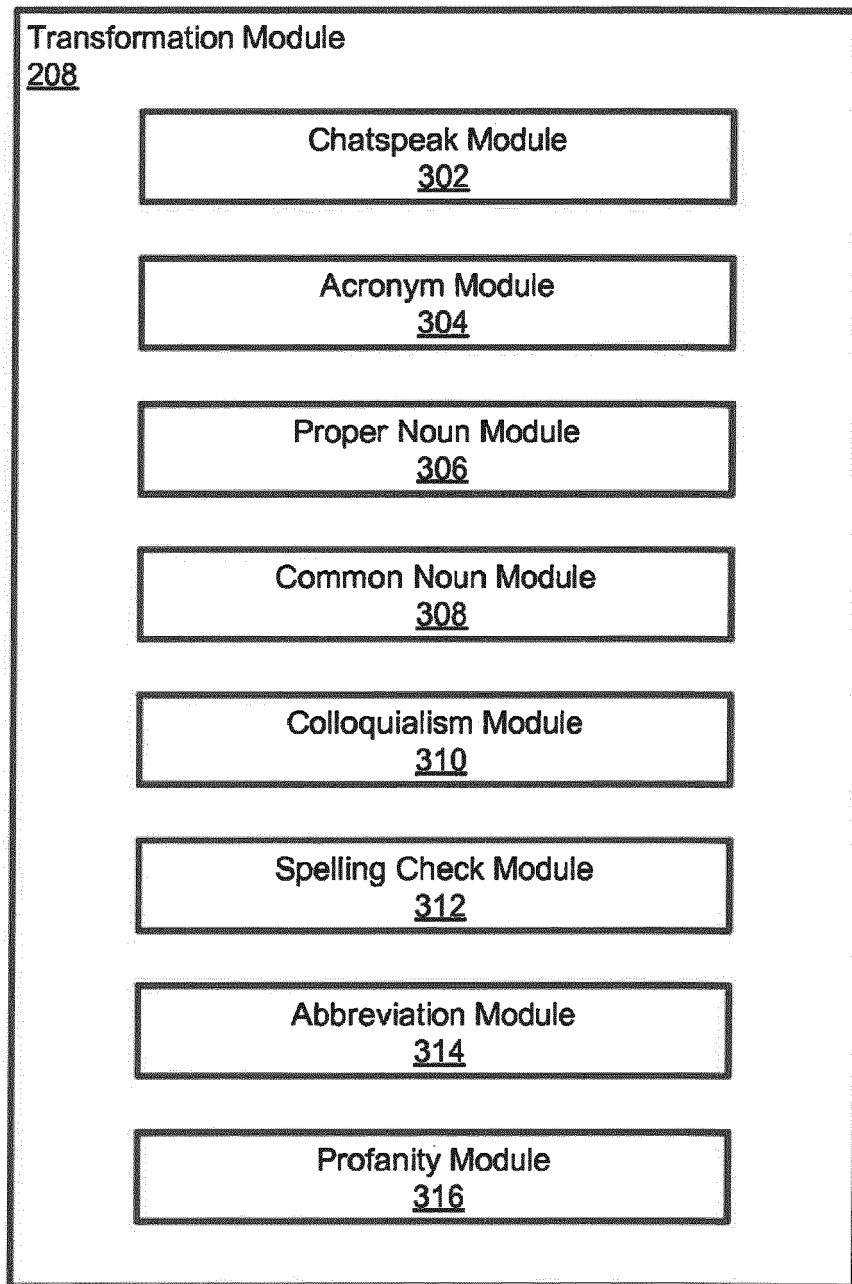 Transformation Module
208
Chatspeak Module
302
Acronym Module
304
Proper Noun Module
306
Common Noun Module
308
Colloquialism Module
310
Spelling Check Module
312
Abbreviation Module
314
Profanity Module
316